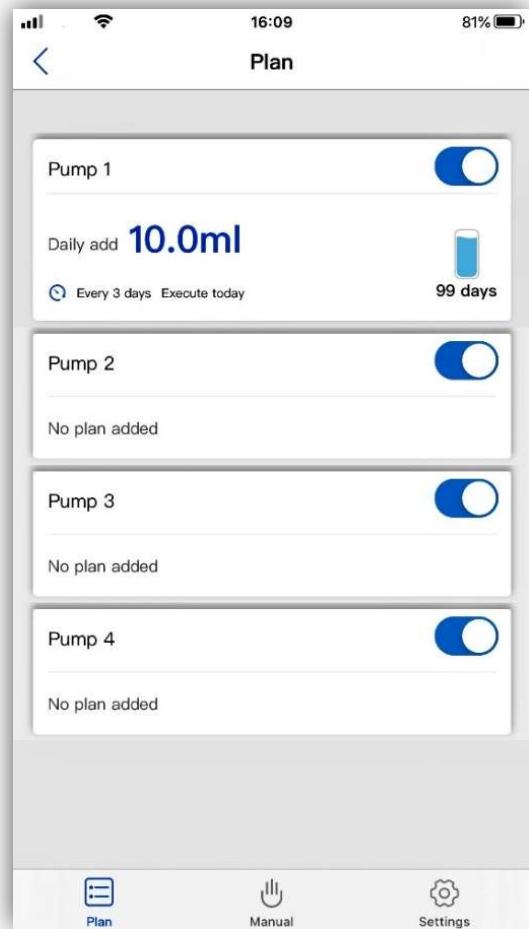 16:09
81%
Plan
Pump 1
Daily add 10.0ml
Every 3 days Execute today
99 days
Pump 2
No plan added
Pump 3
No plan added
Pump 4
No plan added
Plan
Manual
Settings